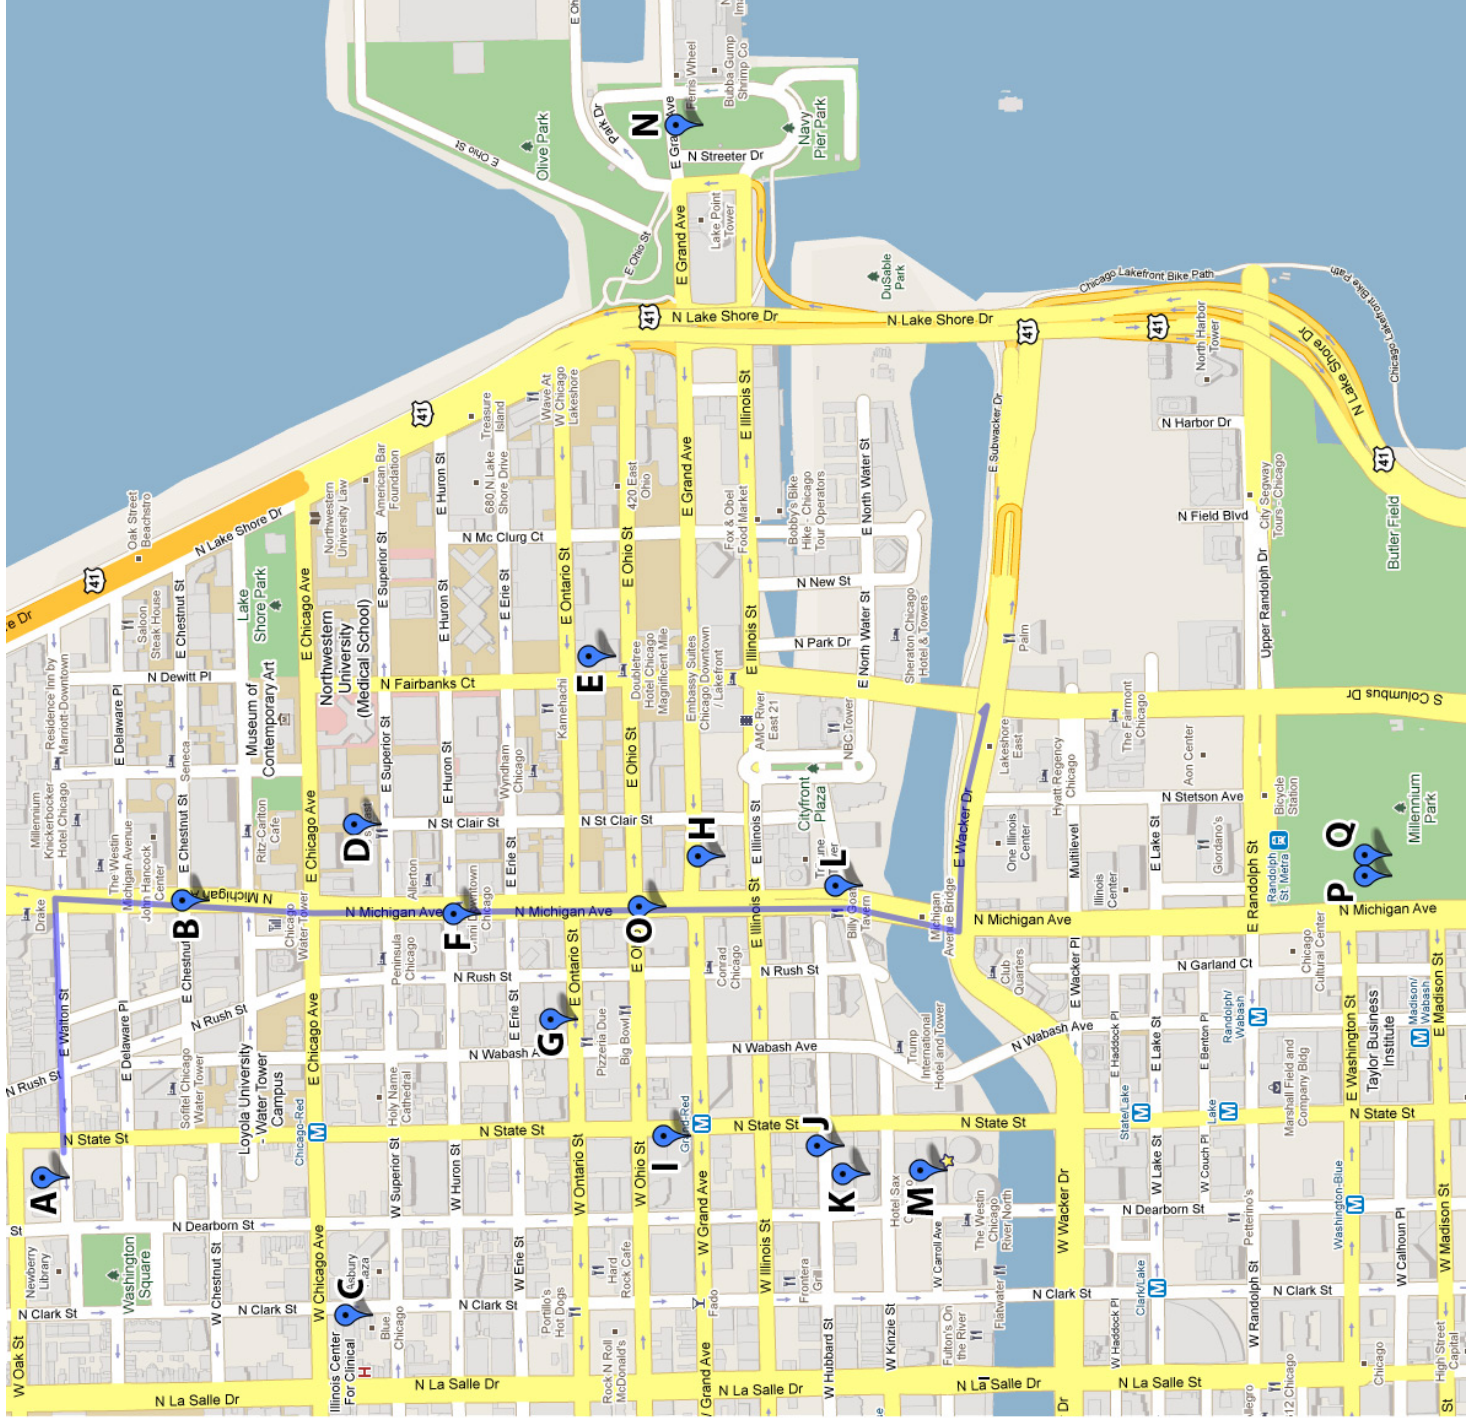 N Lake Shore Dr
41
Oak Street
Beachstro
Residence Inn by
Marriott-Downtown
Saloon
Steak House
E Chestnut St
Lake
Shore Park
E Chicago Ave
Northwestern
University Law
American Bar
Foundation
41
E Superior St
E Huron St
Treasure
Island
680 N Lake
Shore Drive
Wave At
W Chicago
Lakeshore
N Mc Clurg Ct
E Erie St
E Ontario St
420 East
Ohio
E Ohio St
E Grand Ave
Fox & Obel
Food Market
E Illinois St
Bobby's Bike
Hike - Chicago
Tour Operators
E North Water St
N New St
N Park Dr
E North Water St
Sheraton Chicago
Hotel & Towers
E Ohio St
Olive Park
Park Dr
N
Ferris Wheel
Bubba Gump
Shrimp Co
N Streeter Dr
Navy
Pier Park
E Ohio St
E Grand Ave
Lake Point
Tower
41
N Lake Shore Dr
N Lake Shore Dr
DuSable
Park
41
Chicago Lakefront Bike Path
41
North Harbor
Tower
N Lake Shore Dr
N Harbor Dr
41
Butler Field
City Segway
Tours - Chicago
N Field Blvd
Upper Randolph Dr
E Subwacker Dr
Palm
S Columbus Dr
Millennium
Knickerbocker
Hotel Chicago
E Delaware Pl
N Dewitt Pl
Seneca
Museum of
Contemporary Art
Northwestern
University
(Medical School)
N Fairbanks Ct
Kamehachi
E
Doubletree
Hotel Chicago
Magnificent Mile
Embassy Suites
Chicago Downtown
/ Lakefront
AMC River
East 21
NBC Tower
Cityfront
Plaza
The Westin
Michigan Avenue
John Hancock
Center
E Chestnut St
Ritz-Carlton
Cafe
E Chicago Ave
D
E Superior St
E Huron St
Wyndham
Chicago
N St Clair St
E Erie St
N St Clair St
E Ohio St
H
E Illinois St
L
Billy Goat
Tavern
Michigan
Avenue Bridge
E Wacker Dr
Lakeshore
East
Hyatt-Regency
Chicago
The Fairmont
Chicago
Aon Center
N Stetson Ave
One Illinois
Center
Multilevel
E Lake St
Illinois
Center
Giordano's
E Randolph St
Randolph
St. Metra
Bicycle
Station
Millennium
Park
P
Q
Drake
B
Chicago
Water Tower
Allerton
N Michigan Ave
F
N Michigan Ave
O
N Michigan Ave
N Michigan Ave
E Walton St
E Delaware Pl
E Chestnut
N Rush St
N Rush St
E Chicago Ave
Peninsula
Chicago
N Rush St
E Erie St
G
E Ontario St
Pizzeria Due
Big Bowl
Conrad
Chicago
N Rush St
Club
Quarters
E Wacker Pl
N Garland Ct
Chicago
Cultural Center
Sofitel Chicago
Water Tower
Loyola University
- Water Tower
Campus
Holy Name
Cathedral
N Wabash Ave
Trump
International
Hotel and Tower
N Wabash Ave
E Haddock Pl
E Lake St
E Benton Pl
Randolph/
Wabash
E Washington St
Taylor Business
Institute
Madison/
Wabash
E Madison St
Marshall Field and
Company Bldg
A
N State St
Chicago-Red
N State St
I
N State St
J
K
M
N State St
State/Lake
Lake
N State St
W Superior St
W Huron St
W Ontario St
W Ohio St
W Grand Ave
Hotel Sax
The Westin
Chicago
River North
W Wacker Dr
W Lake St
W Couch Pl
N Dearborn St
N Dearborn St
Petterino's
Washington-Blue
W Calhoun Pl
W Madison St
Newberry
Library
Washington
Square
W Chestnut St
W Chicago Ave
C
W Erie St
Hard
Rock Cafe
W Illinois St
Frontera
Grill
W Carroll Ave
N Clark St
N Clark St
N Clark St
Portillo's
Hot Dogs
Fado
W Hubbard St
W Kinzie St
Flatwater
Fulton's On
the River
N Clark St
Clark/Lake
W Haddock Pl
W Randolph St
N Clark St
W Oak St
Illinois Center
For Clinical
Rock N Roll
McDonald's
N La Salle Dr
N La Salle Dr
N La Salle Dr
N La Salle Dr
N La Salle St
Chicago
High Street
Capital